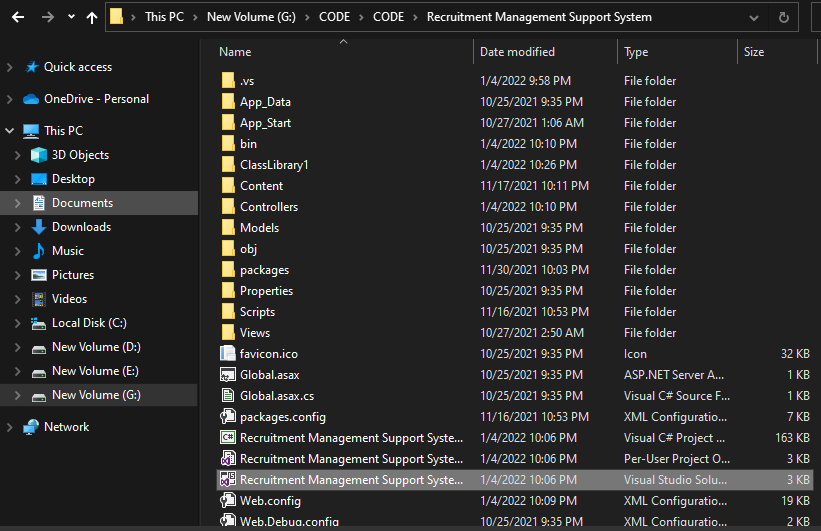 This PC > New Volume (G:) > CODE > CODE > Recruitment Management Support System
Name Date modified Type Size
Quick access
OneDrive - Personal
This PC
3D Objects
Desktop
Documents
Downloads
Music
Pictures
Videos
Local Disk (C:)
New Volume (D:)
New Volume (E:)
New Volume (G:)
Network
.vs 1/4/2022 9:58 PM File folder
App_Data 10/25/2021 9:35 PM File folder
App_Start 10/27/2021 1:06 AM File folder
bin 1/4/2022 10:10 PM File folder
ClassLibrary1 1/4/2022 10:26 PM File folder
Content 11/17/2021 10:11 PM File folder
Controllers 1/4/2022 10:10 PM File folder
Models 10/25/2021 9:35 PM File folder
obj 10/25/2021 9:35 PM File folder
packages 11/30/2021 10:03 PM File folder
Properties 10/25/2021 9:35 PM File folder
Scripts 11/16/2021 10:53 PM File folder
Views 10/27/2021 2:50 AM File folder
favicon.ico 10/25/2021 9:35 PM Icon 32 KB
Global.asax 10/25/2021 9:35 PM ASP.NET Server A... 1 KB
Global.asax.cs 10/25/2021 9:35 PM Visual C# Source F... 1 KB
packages.config 11/16/2021 10:53 PM XML Configuratio... 7 KB
Recruitment Management Support Syste... 1/4/2022 10:06 PM Visual C# Project ... 163 KB
Recruitment Management Support Syste... 1/4/2022 10:06 PM Per-User Project O... 3 KB
Recruitment Management Support Syste... 1/4/2022 10:06 PM Visual Studio Solu... 3 KB
Web.config 1/4/2022 10:09 PM XML Configuratio... 19 KB
Web.Debug.config 10/25/2021 9:35 PM XML Configuratio... 2 KB